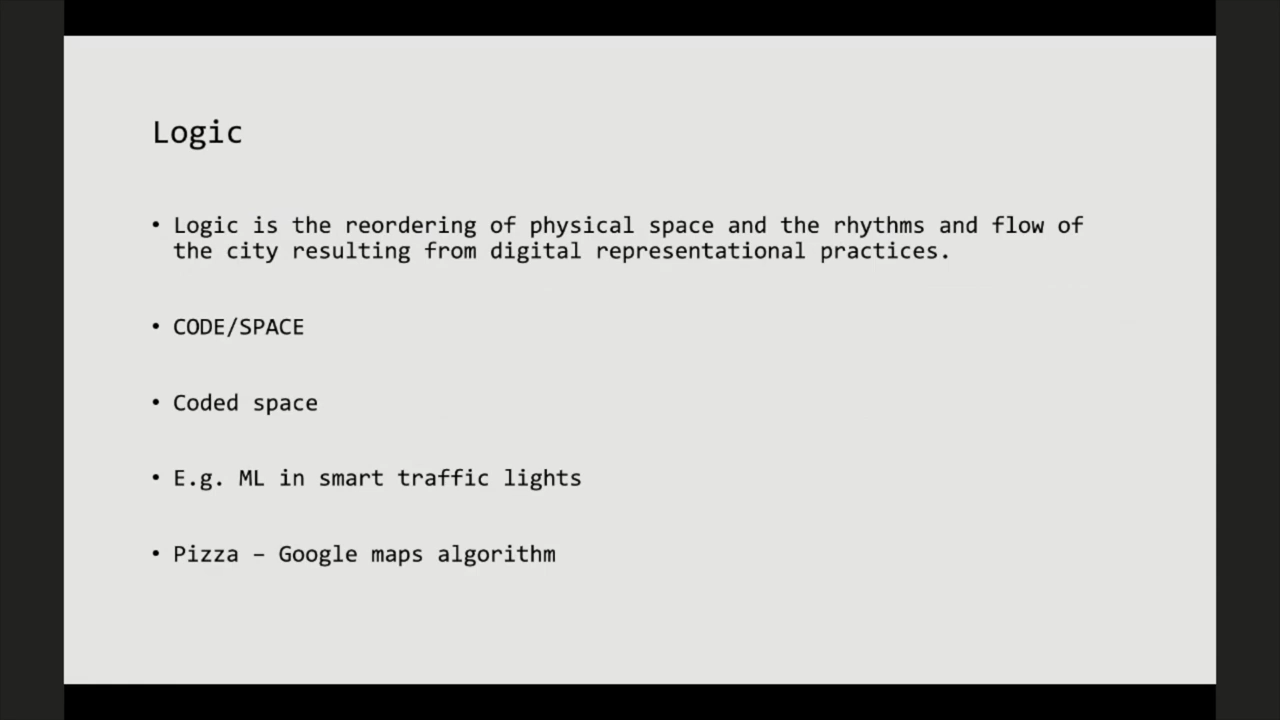 Logic
• Logic is the reordering of physical space and the rhythms and flow of
the city resulting from digital representational practices.
• CODE/SPACE
• Coded space
• E.g. ML in smart traffic lights
• Pizza – Google maps algorithm